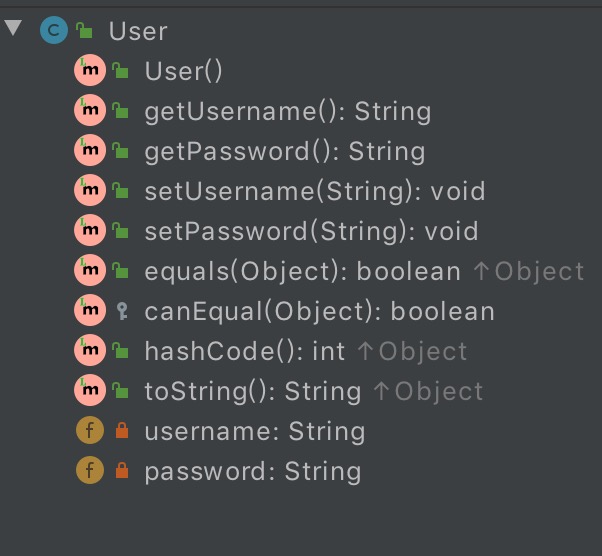 C User
m User()
m getUsername(): String
m getPassword(): String
m setUsername(String): void
m setPassword(String): void
m equals(Object): boolean ↑Object
m canEqual(Object): boolean
m hashCode(): int ↑Object
m toString(): String ↑Object
f username: String
f password: String